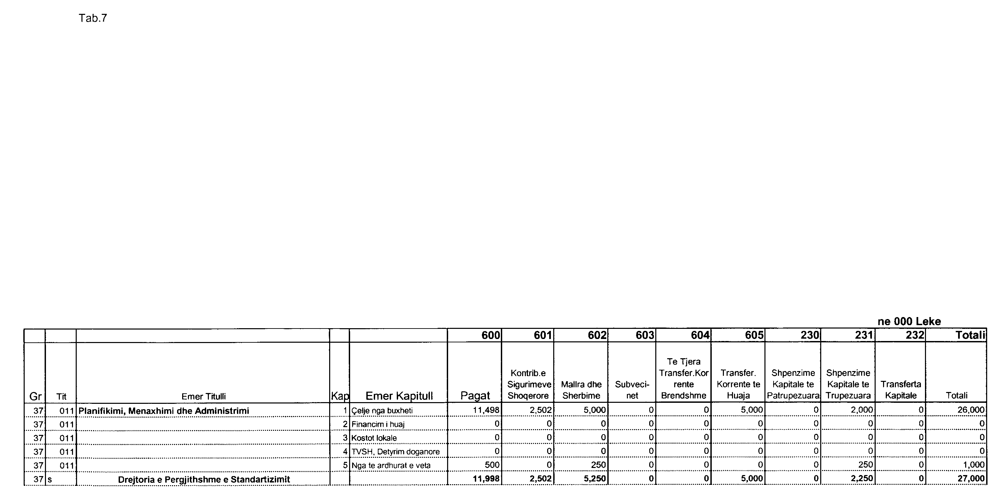 Tab.7
ne 000 Leke
600 601 602 603 604 605 230 231 232 Totali
Gr Tit Emer Titulli Kap Emer Kapitull Pagat Kontrib.e Sigurimeve Shoqerore Mallra dhe Sherbime Subveci-net Te Tjera Transfer.Kor rente Brendshme Transfer. Korrente te Huaja Shpenzime Kapitale te Patrupezuara Shpenzime Kapitale te Trupezuara Transferta Kapitale Totali
37 011 Planifikimi, Menaxhimi dhe Administrimi 1 Çelje nga buxheti 11,498 2,502 5,000 0 0 5,000 0 2,000 0 26,000
37 011 2 Financim i huaj 0 0 0 0 0 0 0 0 0 0
37 011 3 Kostot lokale 0 0 0 0 0 0 0 0 0 0
37 011 4 TVSH, Detyrim doganore 0 0 0 0 0 0 0 0 0 0
37 011 5 Nga te ardhurat e veta 500 0 250 0 0 0 0 250 0 1,000
37 s Drejtoria e Pergjithshme e Standartizimit 11,998 2,502 5,250 0 0 5,000 0 2,250 0 27,000